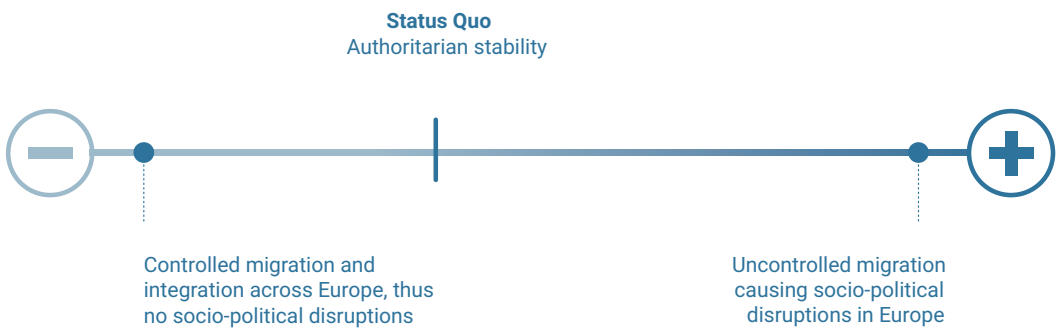 Status Quo
Authoritarian stability
Controlled migration and
integration across Europe, thus
no socio-political disruptions
Uncontrolled migration
causing socio-political
disruptions in Europe